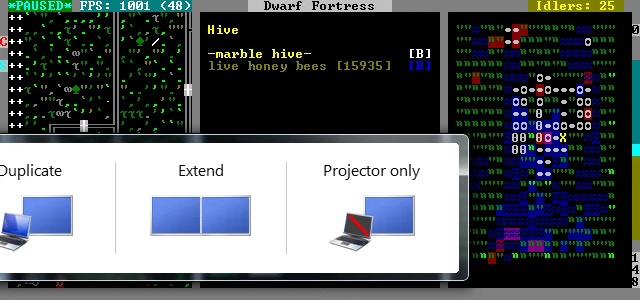 *PAUSED* FPS: 1001 (48)
Dwarf Fortress
Idlers: 25
Hive
-marble hive- [B]
live honey bees [15935] [B]
Duplicate
Extend
Projector only